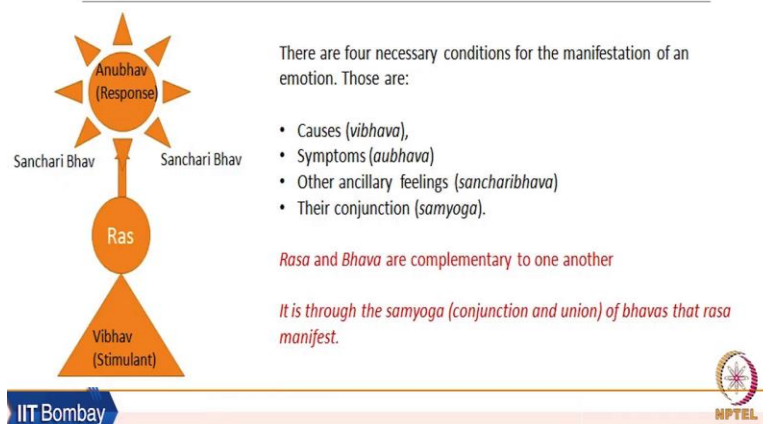 Anubhav
(Response)
Sanchari Bhav
Sanchari Bhav
Ras
Vibhav
(Stimulant)
There are four necessary conditions for the manifestation of an
emotion. Those are:
• Causes (vibhava),
• Symptoms (aubhava)
• Other ancillary feelings (sancharibhava)
• Their conjunction (samyoga).
Rasa and Bhava are complementary to one another
It is through the samyoga (conjunction and union) of bhavas that rasa
manifest.
IIT Bombay
NPTEL